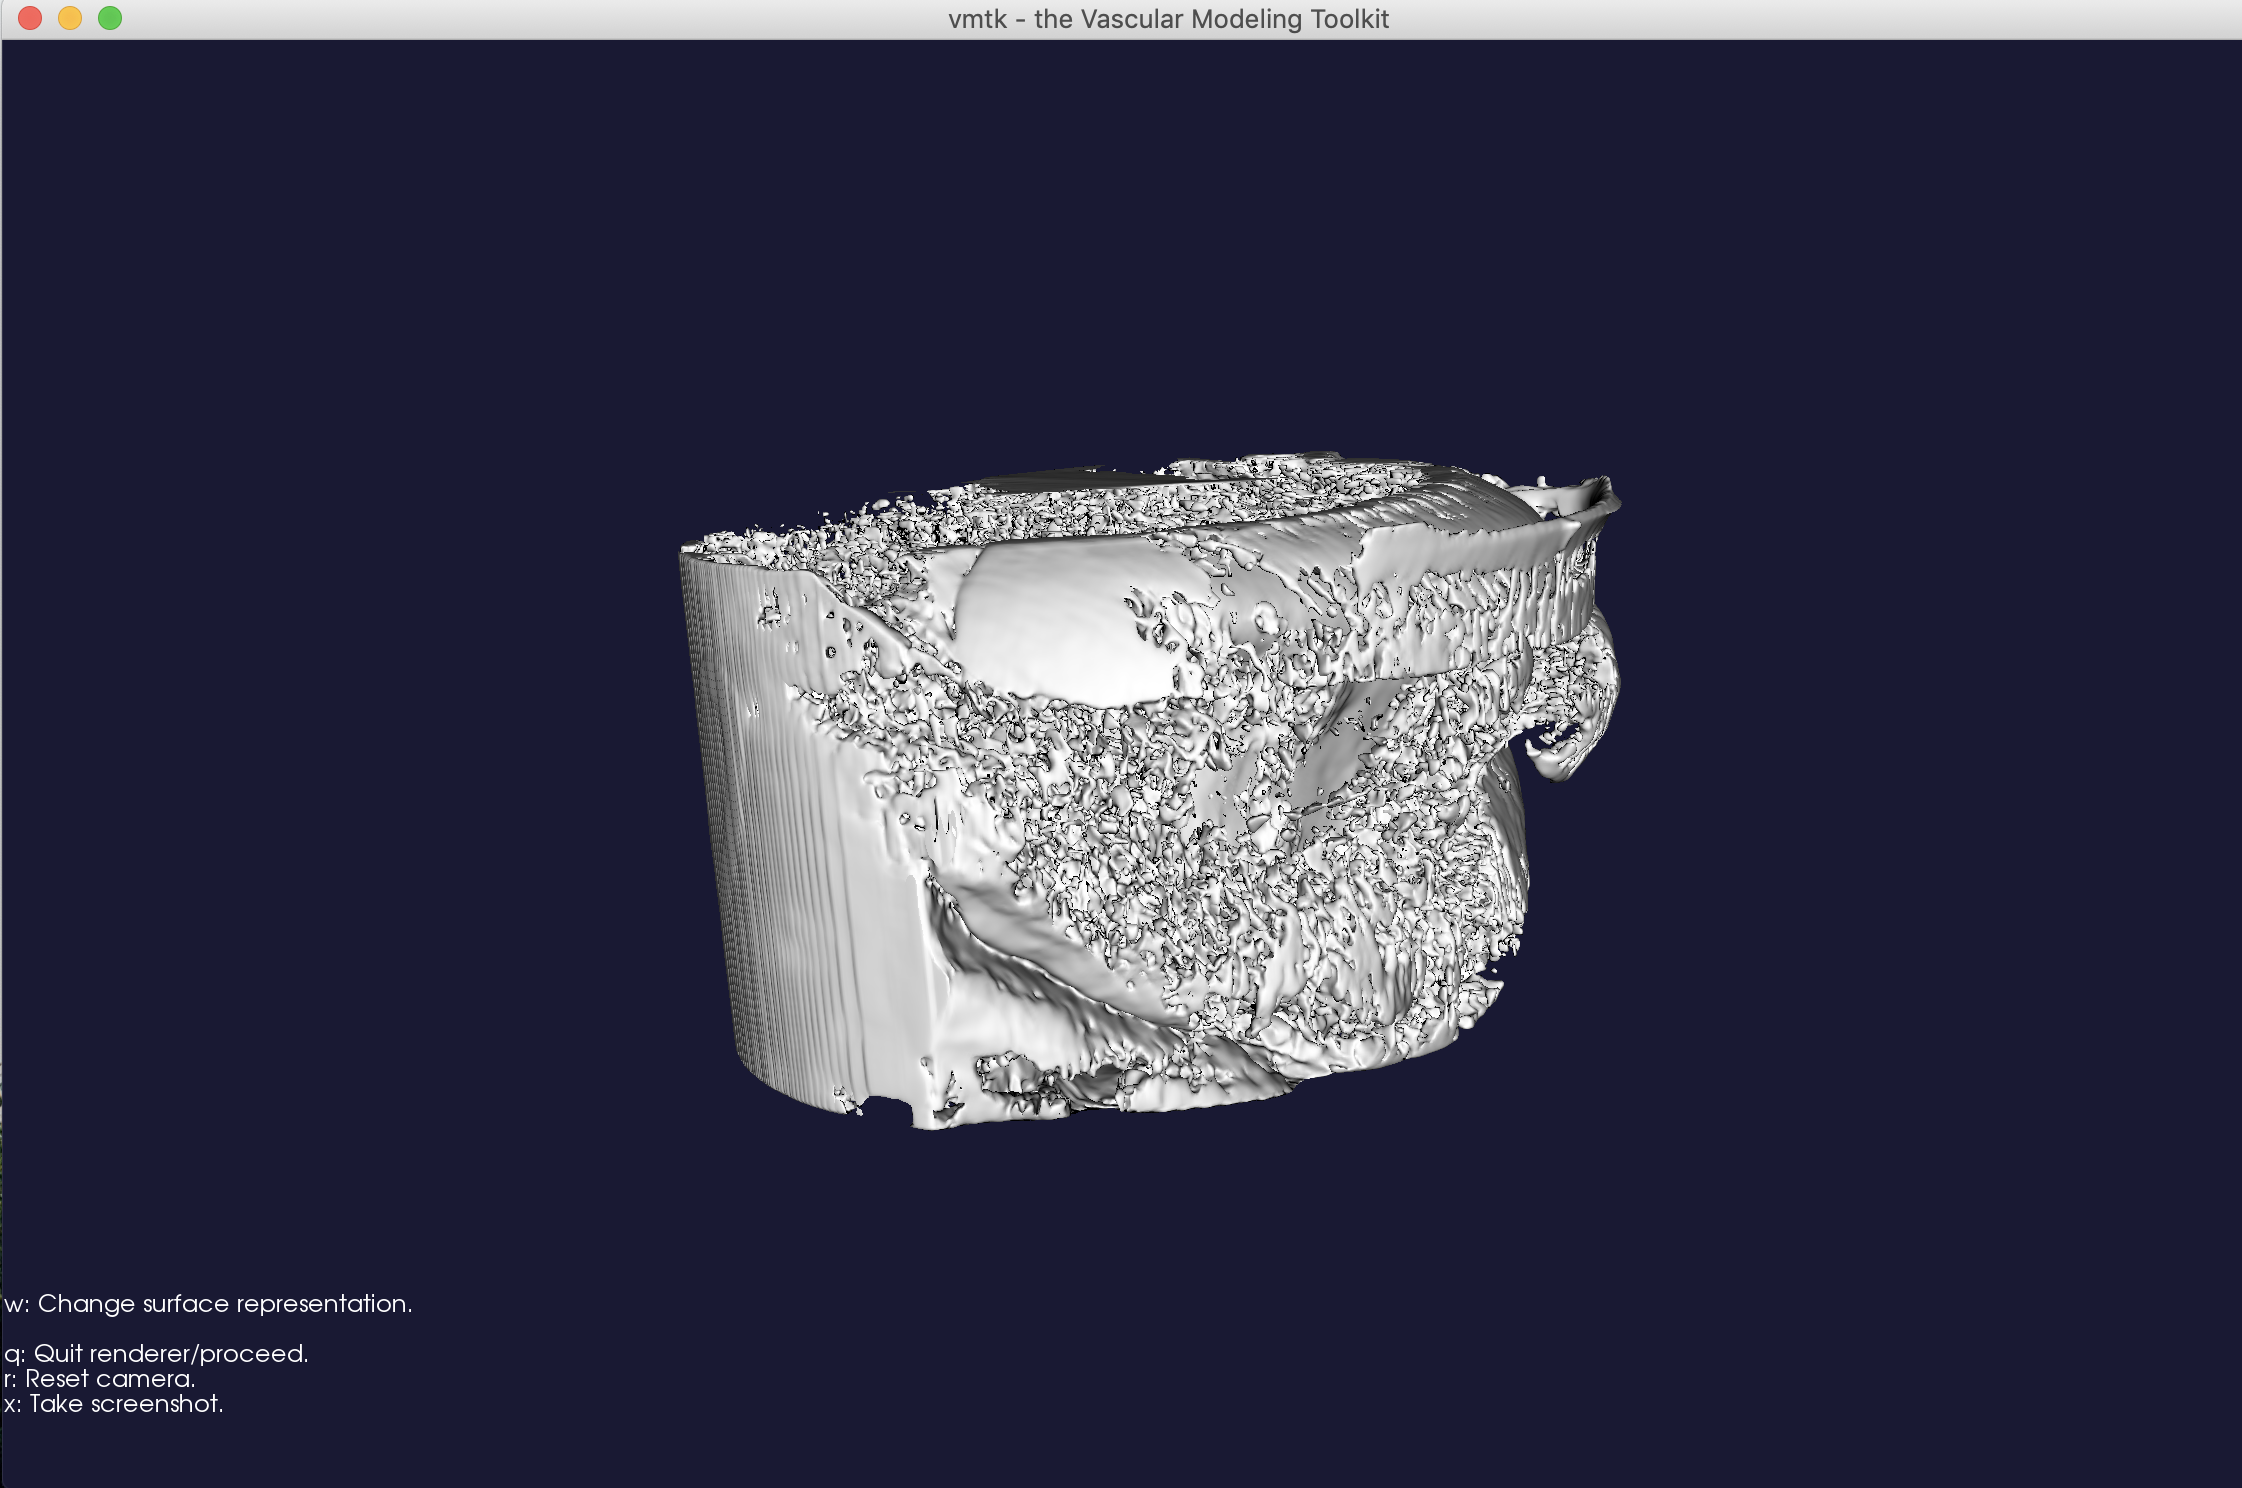 vmtk - the Vascular Modeling Toolkit
w: Change surface representation.
q: Quit renderer/proceed.
r: Reset camera.
x: Take screenshot.